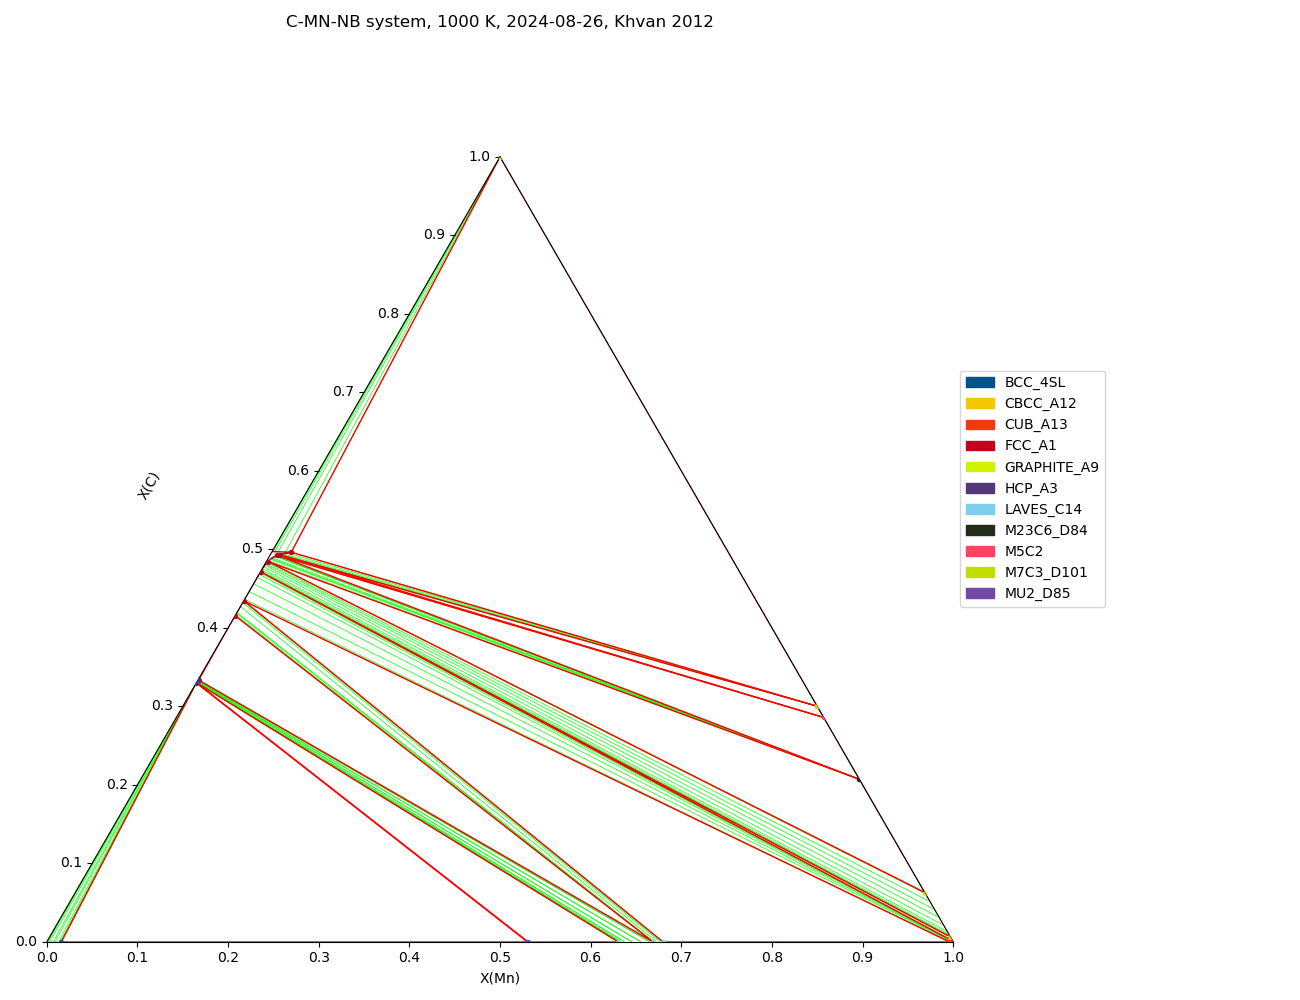 C-MN-NB system, 1000 K, 2024-08-26, Khvan 2012
1.0
0.9
0.8
0.7
0.6
0.5
0.4
0.3
0.2
0.1
0.0
X(C)
0.0 0.1 0.2 0.3 0.4 0.5 0.6 0.7 0.8 0.9 1.0
X(Mn)
BCC_4SL
CBCC_A12
CUB_A13
FCC_A1
GRAPHITE_A9
HCP_A3
LAVES_C14
M23C6_D84
M5C2
M7C3_D101
MU2_D85